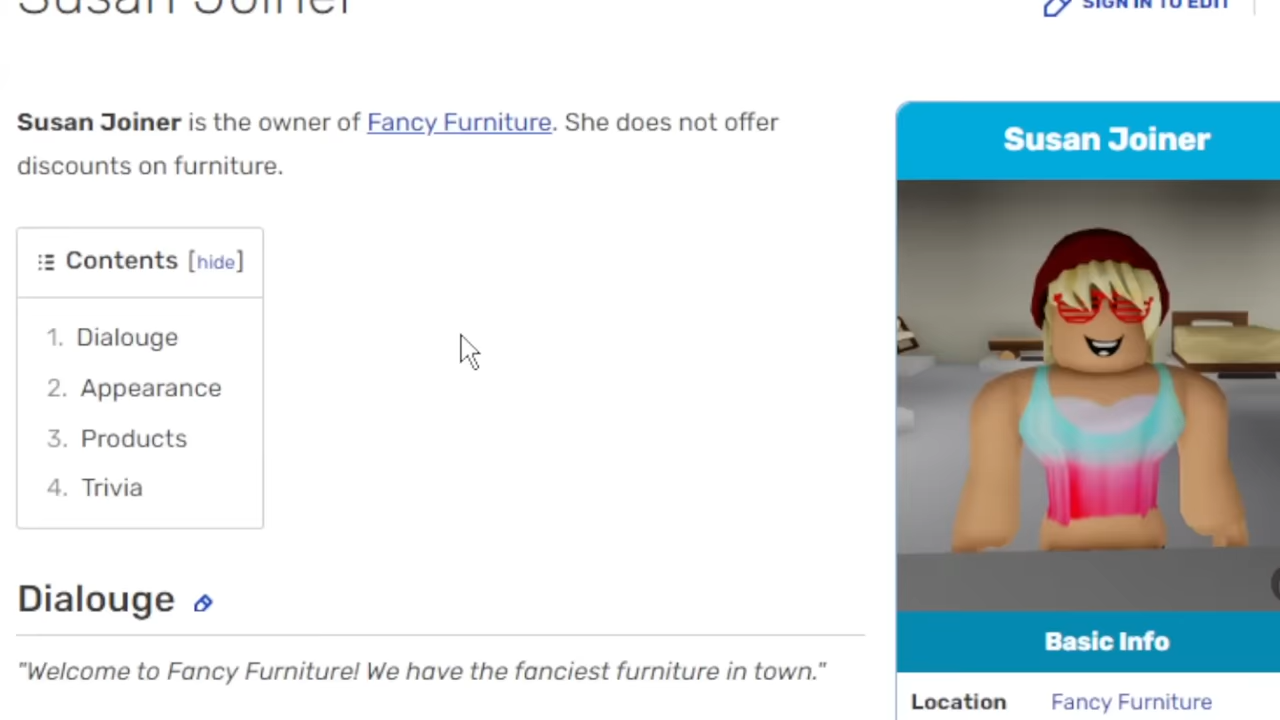 Susan Joiner
SIGN IN TO EDIT
Susan Joiner is the owner of Fancy Furniture. She does not offer
discounts on furniture.
Contents [hide]
1. Dialouge
2. Appearance
3. Products
4. Trivia
Dialouge
"Welcome to Fancy Furniture! We have the fanciest furniture in town."
Susan Joiner
Basic Info
Location Fancy Furniture